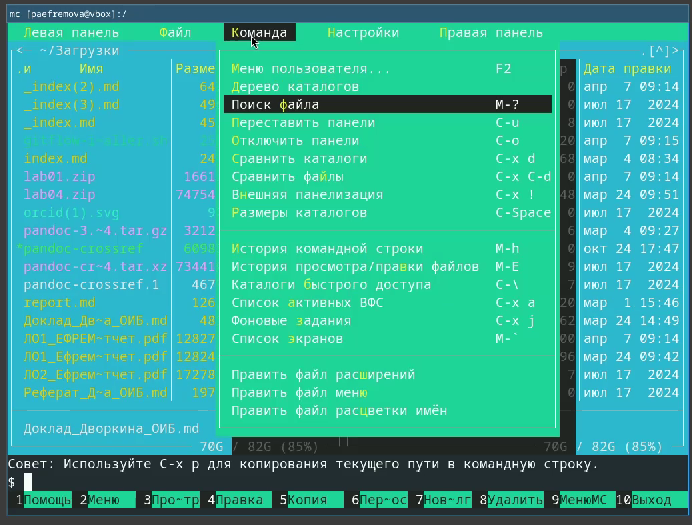 mc [paefremova@vbox]:/
Левая панель Файл Команда Настройки Правая панель
<- ~/Загрузки .[^]>
.и Имя Разме Дата правки
_index(2).md 64 апр 7 09:14
_index(3).md 49 июл 17 2024
_index.md 45 июл 17 2024
апр 7 09:15
index.md 24 мар 4 08:34
lab01.zip 1661 апр 7 09:14
lab04.zip 74754 мар 24 09:51
orcid(1).svg 9 июл 17 2024
pandoc-3.~4.tar.gz 3212 мар 4 09:27
*pandoc-crossref 6098 окт 24 17:47
pandoc-cr~4.tar.xz 73441 июл 17 2024
pandoc-crossref.1 467 июл 17 2024
report.md 126 мар 1 15:46
Доклад_Дв~а_ОИБ.md 48 мар 24 14:49
ЛО1_ЕФРЕМ~тчет.pdf 12827 апр 7 09:14
ЛО1_ЕФРЕМ~тчет.pdf 12824 мар 24 09:42
ЛО2_ЕФРЕМ~тчет.pdf 17278 июл 17 2024
Реферат_Д~а_ОИБ.md 197 июл 17 2024
Меню пользователя... F2
Дерево каталогов
Поиск файла M-?
Переставить панели C-u
Отключить панели C-o
Сравнить каталоги C-x d
Сравнить файлы C-x C-d
Внешняя панелизация C-x !
Размеры каталогов C-Space
История командной строки M-h
История просмотра/правки файлов M-E
Каталоги быстрого доступа C-\
Список активных ВФС C-x a
Фоновые задания C-x j
Список экранов M-`
Править файл расширений
Править файл меню
Править файл расцветки имён
Доклад_Дворкина_ОИБ.md
70G / 82G (85%) 70G / 82G (85%)
Совет: Используйте C-x p для копирования текущего пути в командную строку.
$
1Помощь 2Меню 3Про~тр 4Правка 5Копия 6Пер~ос 7Нов~лг 8Удалить 9МенюMC 10Выход